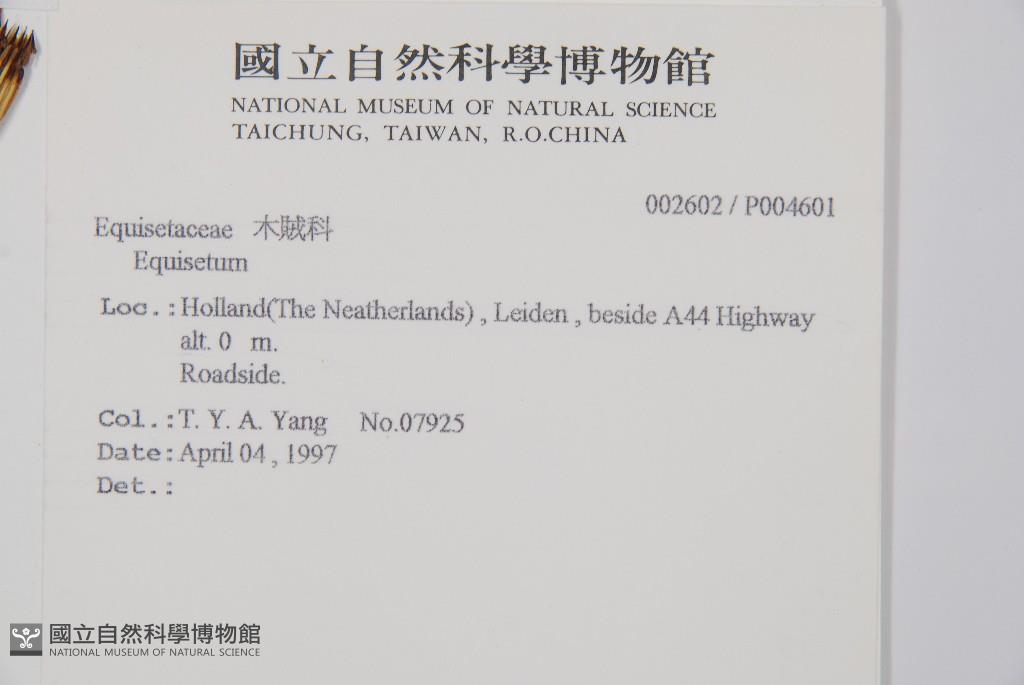 國立自然科學博物館
NATIONAL MUSEUM OF NATURAL SCIENCE
TAICHUNG, TAIWAN, R.O.CHINA
002602 / P004601
Equisetaceae 木賊科
Equisetum
Loc.:Holland(The Neatherlands) , Leiden , beside A44 Highway
alt. 0 m.
Roadside.
Col.:T. Y. A. Yang No.07925
Date:April 04 , 1997
Det.:
國立自然科學博物館
NATIONAL MUSEUM OF NATURAL SCIENCE